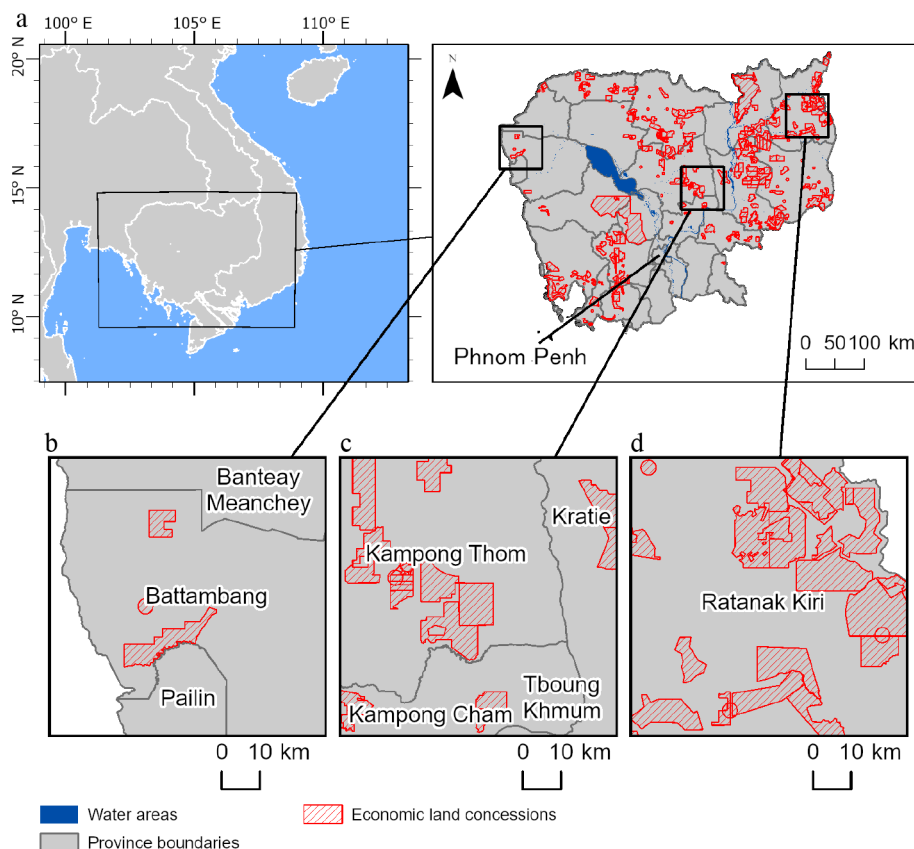 a
100° E
105° E
110° E
20° N
15° N
10° N
N
Phnom Penh
0 50 100 km
b
c
d
Banteay
Meanchey
Battambang
Pailin
Kratie
Kampong Thom
Kampong Cham
Tboung
Khmum
Ratanak Kiri
0 10 km
0 10 km
0 10 km
Water areas
Economic land concessions
Province boundaries